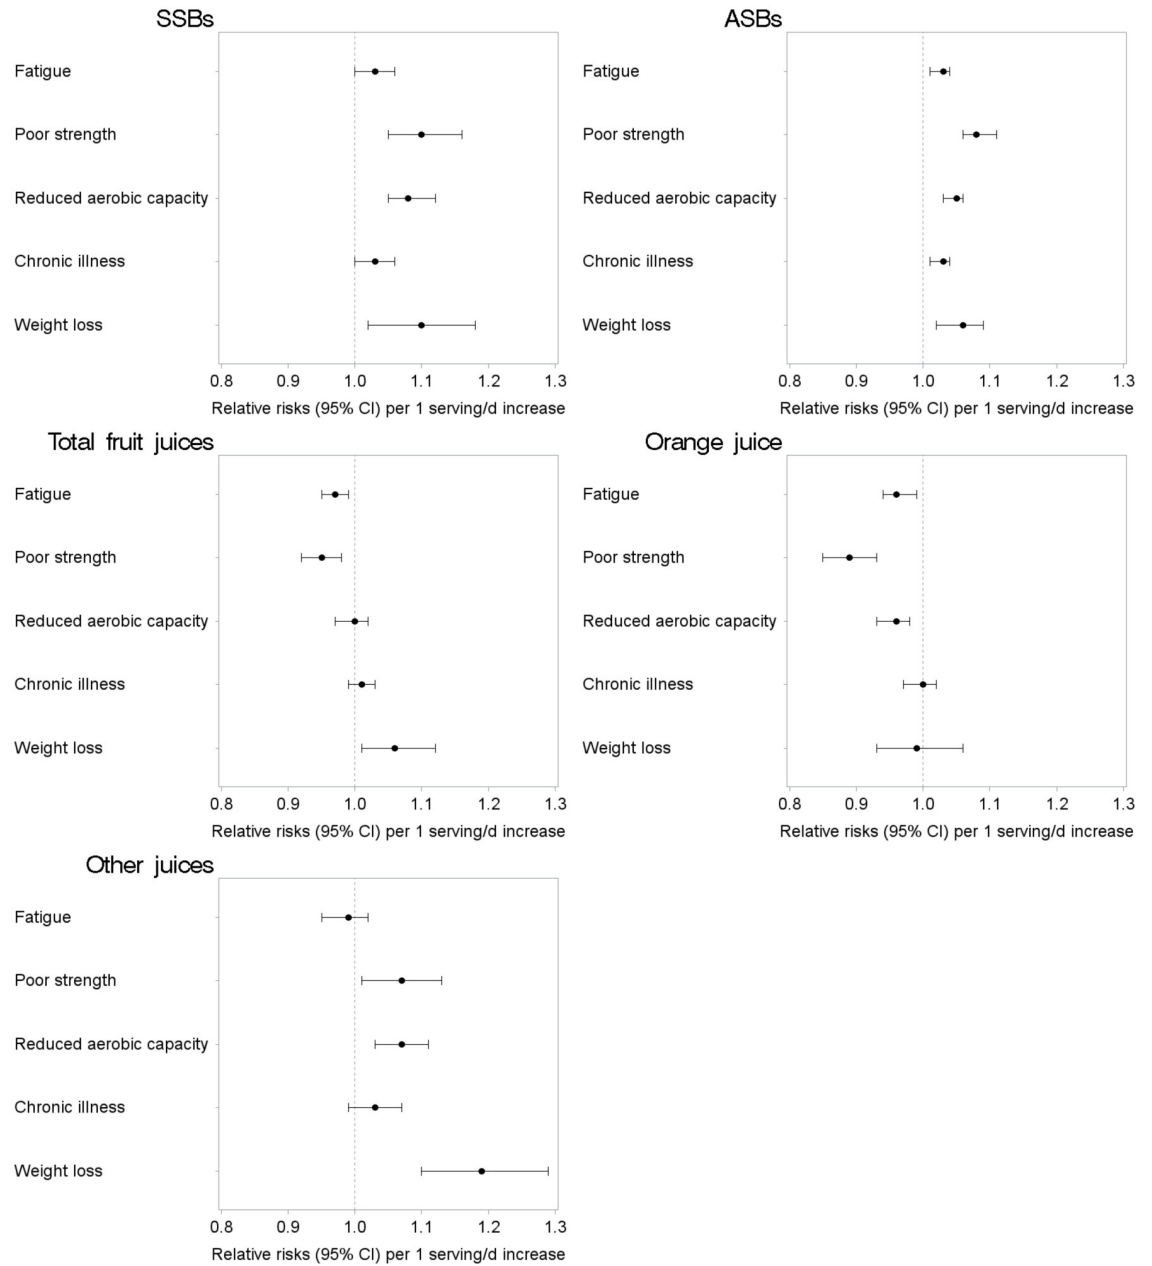 SSBs
Fatigue
Poor strength
Reduced aerobic capacity
Chronic illness
Weight loss
0.8 0.9 1.0 1.1 1.2 1.3
Relative risks (95% CI) per 1 serving/d increase
ASBs
Fatigue
Poor strength
Reduced aerobic capacity
Chronic illness
Weight loss
0.8 0.9 1.0 1.1 1.2 1.3
Relative risks (95% CI) per 1 serving/d increase
Total fruit juices
Fatigue
Poor strength
Reduced aerobic capacity
Chronic illness
Weight loss
0.8 0.9 1.0 1.1 1.2 1.3
Relative risks (95% CI) per 1 serving/d increase
Orange juice
Fatigue
Poor strength
Reduced aerobic capacity
Chronic illness
Weight loss
0.8 0.9 1.0 1.1 1.2 1.3
Relative risks (95% CI) per 1 serving/d increase
Other juices
Fatigue
Poor strength
Reduced aerobic capacity
Chronic illness
Weight loss
0.8 0.9 1.0 1.1 1.2 1.3
Relative risks (95% CI) per 1 serving/d increase